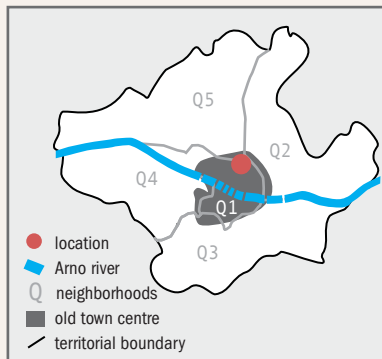 Q5
Q2
Q4
Q1
Q3
location
Arno river
Q neighborhoods
old town centre
territorial boundary